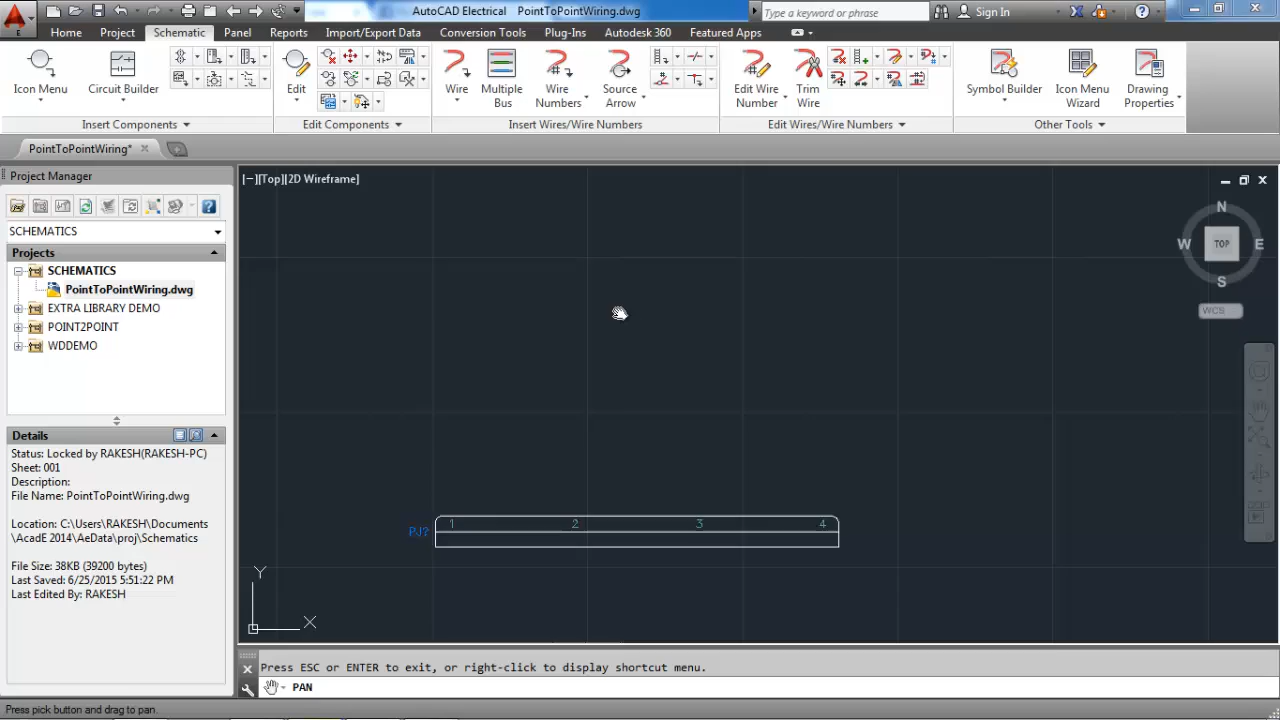 AutoCAD Electrical PointToPointWiring.dwg
Type a keyword or phrase
Sign In
Home Project Schematic Panel Reports Import/Export Data Conversion Tools Plug-Ins Autodesk 360 Featured Apps
Icon Menu
Circuit Builder
Edit
Wire
Multiple Bus
Wire Numbers
Source Arrow
Edit Wire Number
Trim Wire
Symbol Builder
Icon Menu Wizard
Drawing Properties
Insert Components
Edit Components
Insert Wires/Wire Numbers
Edit Wires/Wire Numbers
Other Tools
PointToPointWiring*
Project Manager
SCHEMATICS
Projects
SCHEMATICS
PointToPointWiring.dwg
EXTRA LIBRARY DEMO
POINT2POINT
WDDEMO
Details
Status: Locked by RAKESH(RAKESH-PC)
Sheet: 001
Description:
File Name: PointToPointWiring.dwg
Location: C:\Users\RAKESH\Documents
\AcadE 2014\AeData\proj\Schematics
File Size: 38KB (39200 bytes)
Last Saved: 6/25/2015 5:51:22 PM
Last Edited By: RAKESH
[−][Top][2D Wireframe]
N
W TOP E
S
WCS
PJ? 1 2 3 4
Y
X
Press ESC or ENTER to exit, or right-click to display shortcut menu.
PAN
Press pick button and drag to pan.